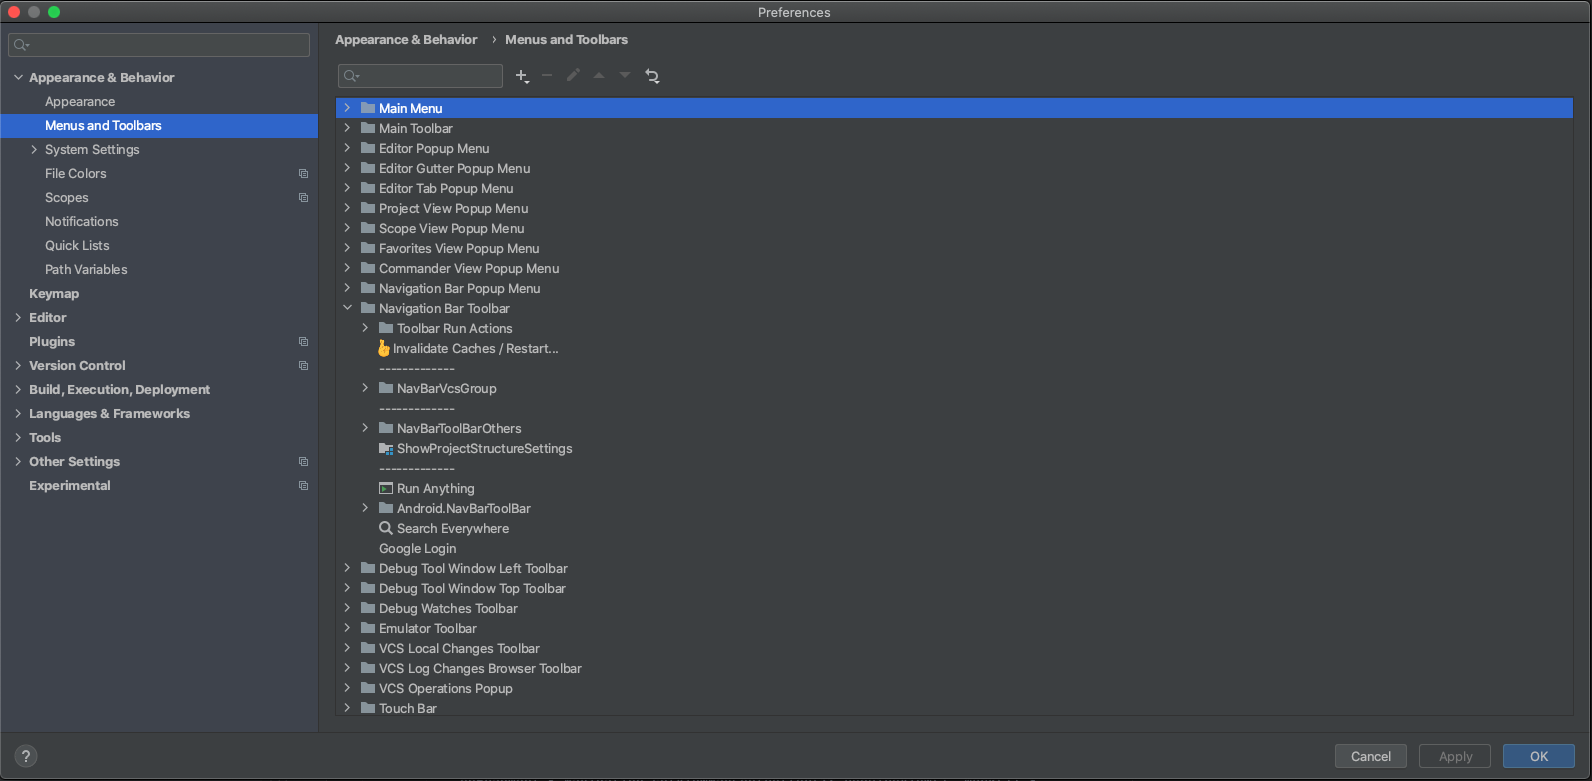 Preferences
Appearance & Behavior
Appearance
Menus and Toolbars
System Settings
File Colors
Scopes
Notifications
Quick Lists
Path Variables
Keymap
Editor
Plugins
Version Control
Build, Execution, Deployment
Languages & Frameworks
Tools
Other Settings
Experimental
Appearance & Behavior › Menus and Toolbars
Main Menu
Main Toolbar
Editor Popup Menu
Editor Gutter Popup Menu
Editor Tab Popup Menu
Project View Popup Menu
Scope View Popup Menu
Favorites View Popup Menu
Commander View Popup Menu
Navigation Bar Popup Menu
Navigation Bar Toolbar
Toolbar Run Actions
Invalidate Caches / Restart...
-------------
NavBarVcsGroup
-------------
NavBarToolBarOthers
ShowProjectStructureSettings
-------------
Run Anything
Android.NavBarToolBar
Search Everywhere
Google Login
Debug Tool Window Left Toolbar
Debug Tool Window Top Toolbar
Debug Watches Toolbar
Emulator Toolbar
VCS Local Changes Toolbar
VCS Log Changes Browser Toolbar
VCS Operations Popup
Touch Bar
?
Cancel
Apply
OK